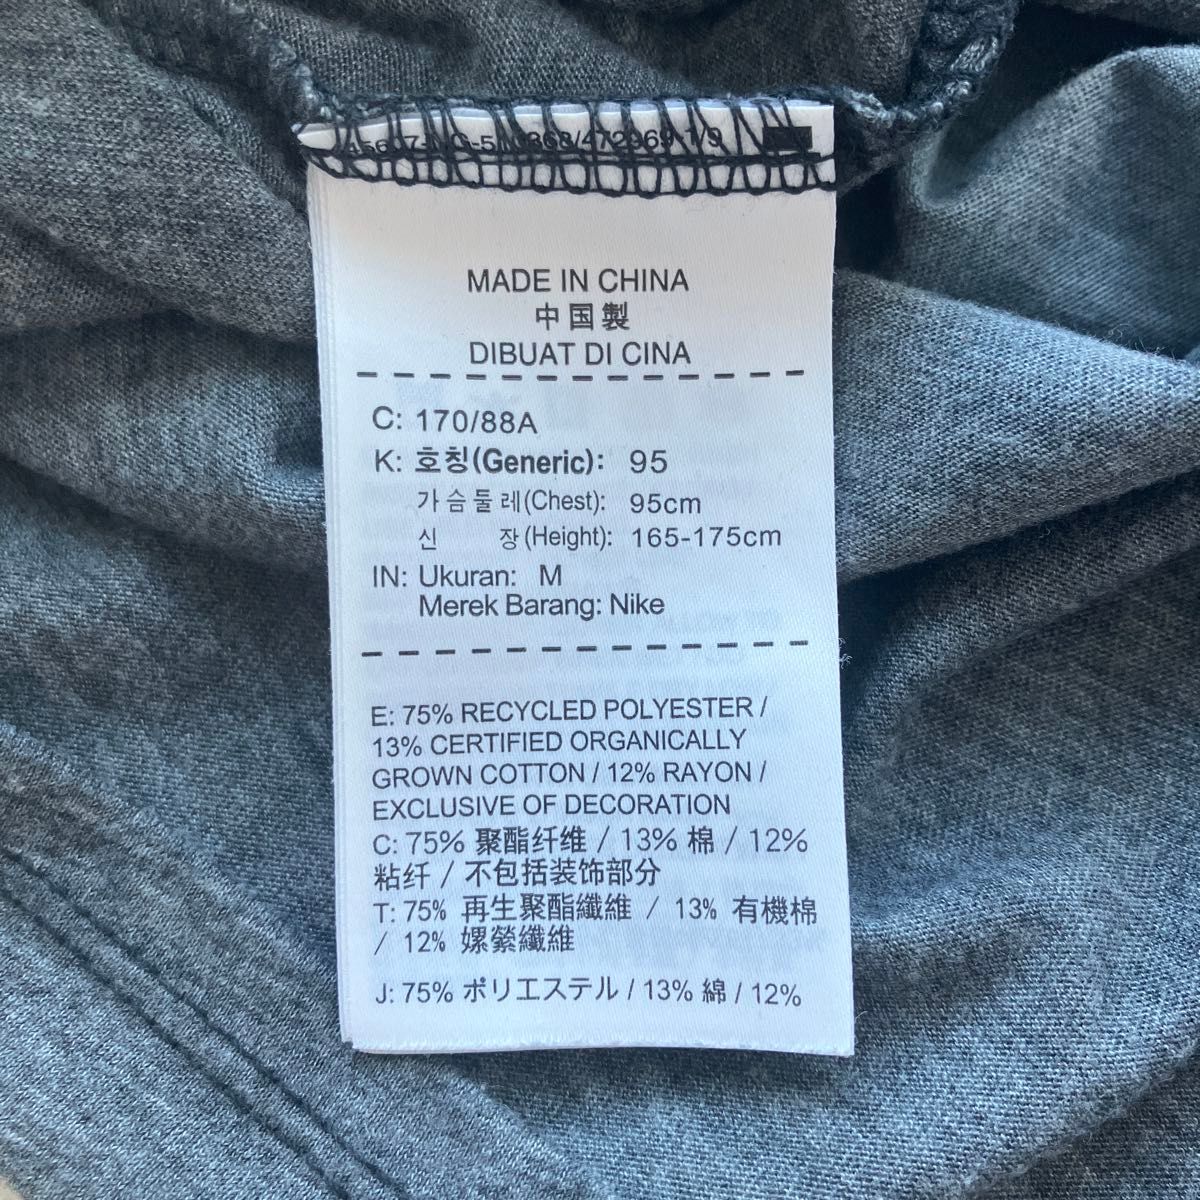 MADE IN CHINA
中国製
DIBUAT DI CINA
C: 170/88A
K: 호칭(Generic): 95
가슴둘레(Chest): 95cm
신 장(Height): 165-175cm
IN: Ukuran: M
Merek Barang: Nike
E: 75% RECYCLED POLYESTER /
13% CERTIFIED ORGANICALLY
GROWN COTTON / 12% RAYON /
EXCLUSIVE OF DECORATION
C: 75% 聚酯纤维 / 13% 棉 / 12%
粘纤 / 不包括装饰部分
T: 75% 再生聚酯纖維 / 13% 有機棉
/ 12% 嫘縈纖維
J: 75% ポリエステル / 13% 綿 / 12%